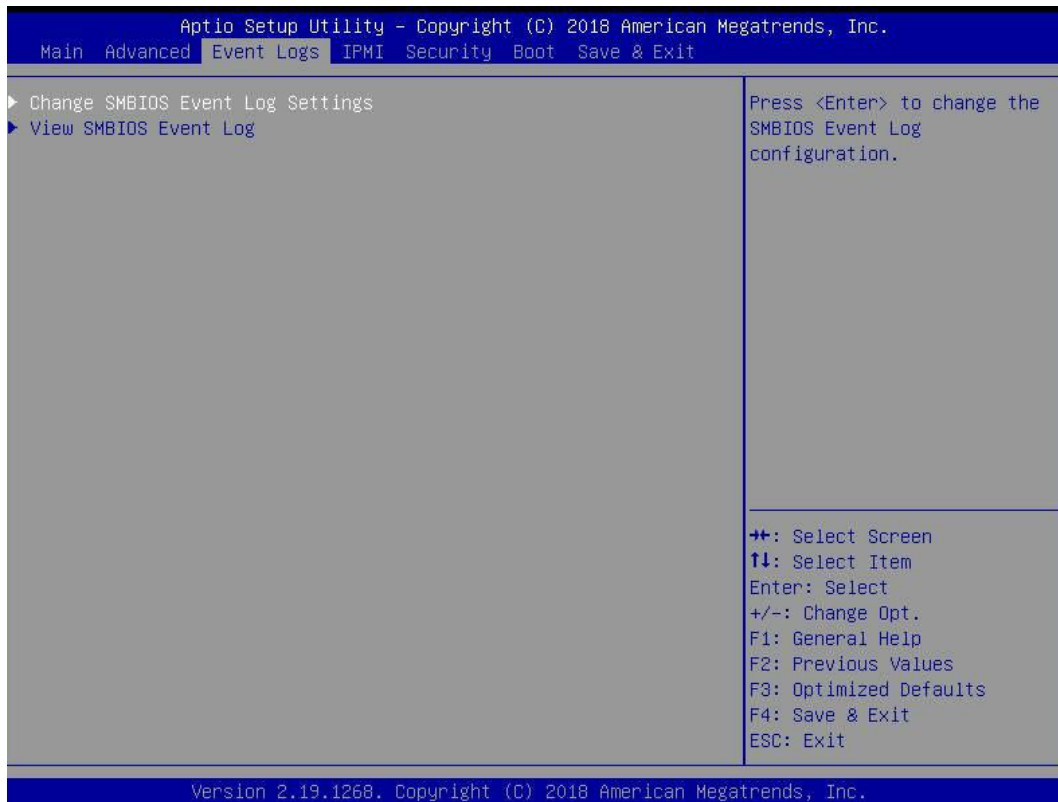 Aptio Setup Utility – Copyright (C) 2018 American Megatrends, Inc.
Main Advanced Event Logs IPMI Security Boot Save & Exit
▶ Change SMBIOS Event Log Settings
▶ View SMBIOS Event Log
Press <Enter> to change the
SMBIOS Event Log
configuration.
→←: Select Screen
↑↓: Select Item
Enter: Select
+/-: Change Opt.
F1: General Help
F2: Previous Values
F3: Optimized Defaults
F4: Save & Exit
ESC: Exit
Version 2.19.1268. Copyright (C) 2018 American Megatrends, Inc.